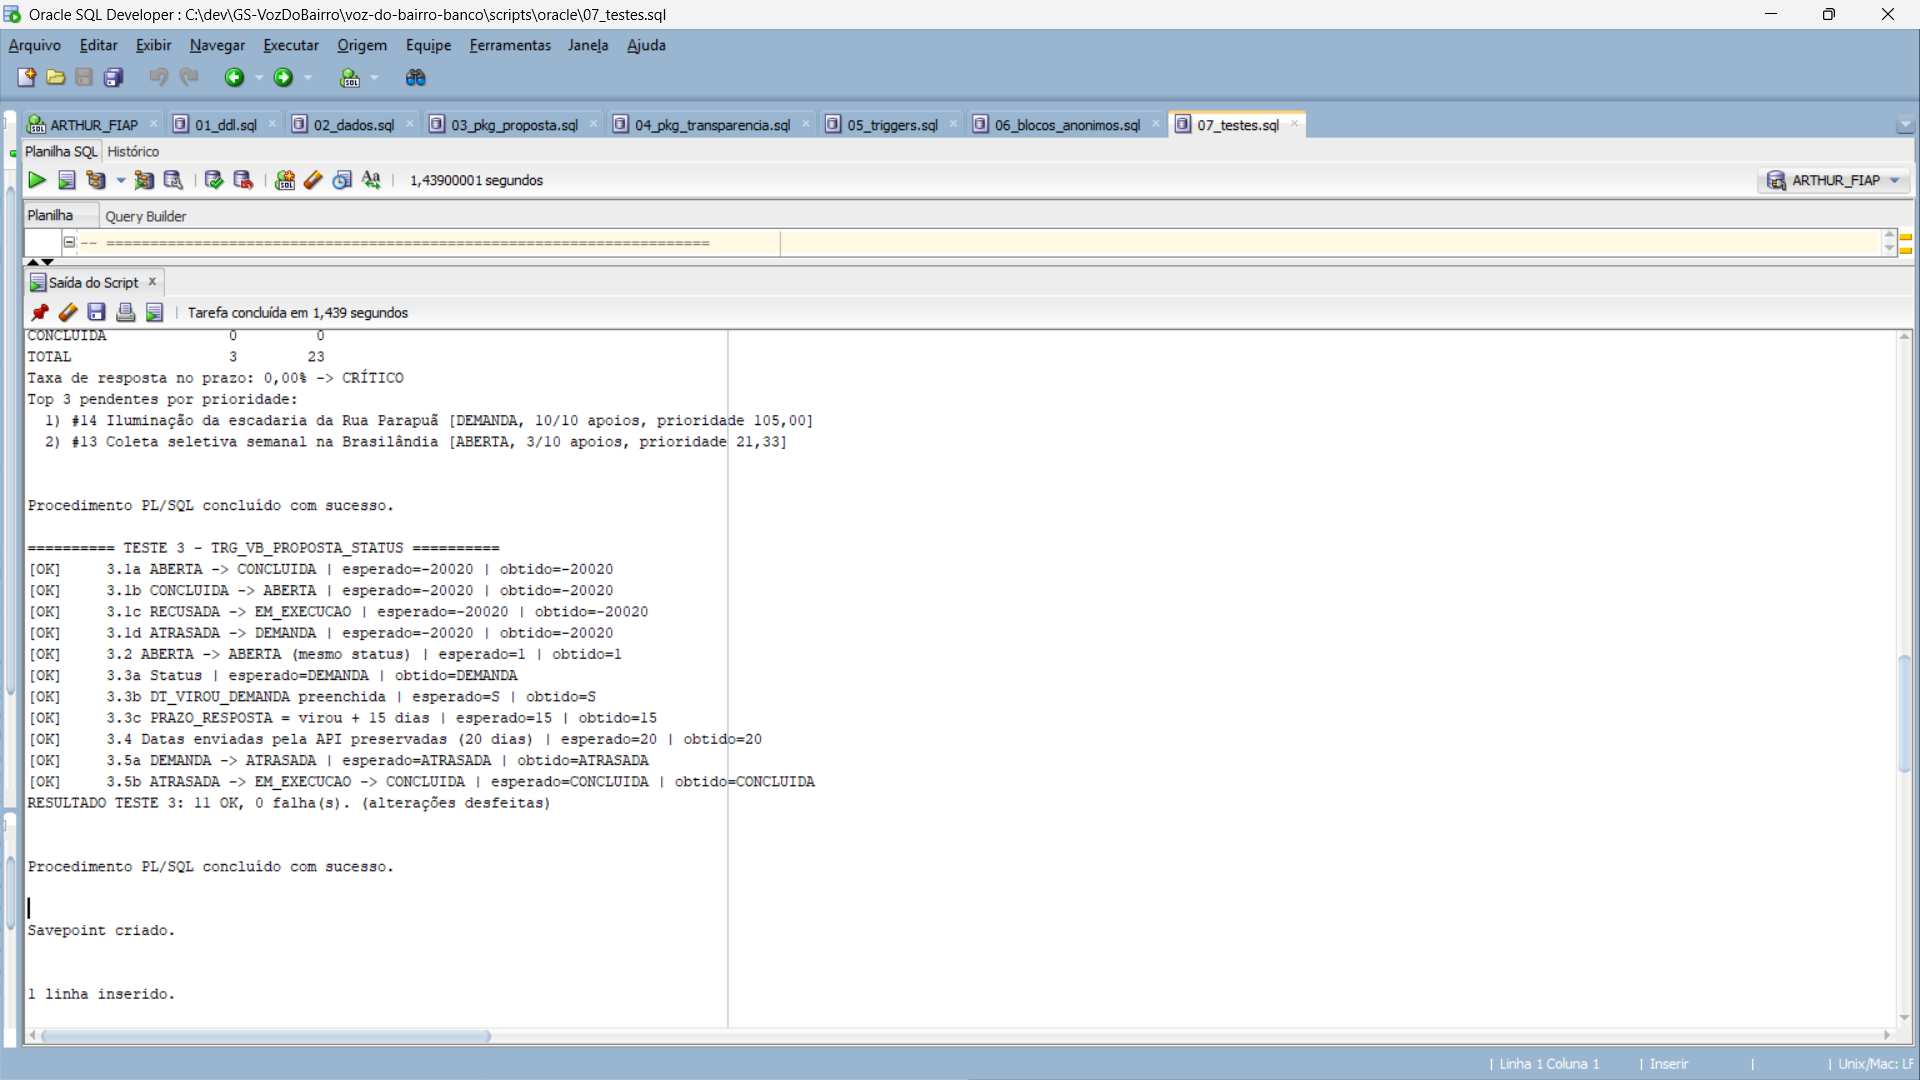 Oracle SQL Developer : C:\dev\GS-VozDoBairro\voz-do-bairro-banco\scripts\oracle\07_testes.sql
Arquivo Editar Exibir Navegar Executar Origem Equipe Ferramentas Janela Ajuda
ARTHUR_FIAP 01_ddl.sql 02_dados.sql 03_pkg_proposta.sql 04_pkg_transparencia.sql 05_triggers.sql 06_blocos_anonimos.sql 07_testes.sql
Planilha SQL Histórico
1,43900001 segundos ARTHUR_FIAP
Planilha Query Builder
-- =====================================================================
Saída do Script
Tarefa concluída em 1,439 segundos
CONCLUIDA 0 0
TOTAL 3 23
Taxa de resposta no prazo: 0,00% -> CRÍTICO
Top 3 pendentes por prioridade:
1) #14 Iluminação da escadaria da Rua Parapuã [DEMANDA, 10/10 apoios, prioridade 105,00]
2) #13 Coleta seletiva semanal na Brasilândia [ABERTA, 3/10 apoios, prioridade 21,33]
Procedimento PL/SQL concluído com sucesso.
========== TESTE 3 - TRG_VB_PROPOSTA_STATUS ==========
[OK] 3.1a ABERTA -> CONCLUIDA | esperado=-20020 | obtido=-20020
[OK] 3.1b CONCLUIDA -> ABERTA | esperado=-20020 | obtido=-20020
[OK] 3.1c RECUSADA -> EM_EXECUCAO | esperado=-20020 | obtido=-20020
[OK] 3.1d ATRASADA -> DEMANDA | esperado=-20020 | obtido=-20020
[OK] 3.2 ABERTA -> ABERTA (mesmo status) | esperado=1 | obtido=1
[OK] 3.3a Status | esperado=DEMANDA | obtido=DEMANDA
[OK] 3.3b DT_VIROU_DEMANDA preenchida | esperado=S | obtido=S
[OK] 3.3c PRAZO_RESPOSTA = virou + 15 dias | esperado=15 | obtido=15
[OK] 3.4 Datas enviadas pela API preservadas (20 dias) | esperado=20 | obtido=20
[OK] 3.5a DEMANDA -> ATRASADA | esperado=ATRASADA | obtido=ATRASADA
[OK] 3.5b ATRASADA -> EM_EXECUCAO -> CONCLUIDA | esperado=CONCLUIDA | obtido=CONCLUIDA
RESULTADO TESTE 3: 11 OK, 0 falha(s). (alterações desfeitas)
Procedimento PL/SQL concluído com sucesso.
Savepoint criado.
1 linha inserido.
| Linha 1 Coluna 1 | Inserir | | Unix/Mac: LF